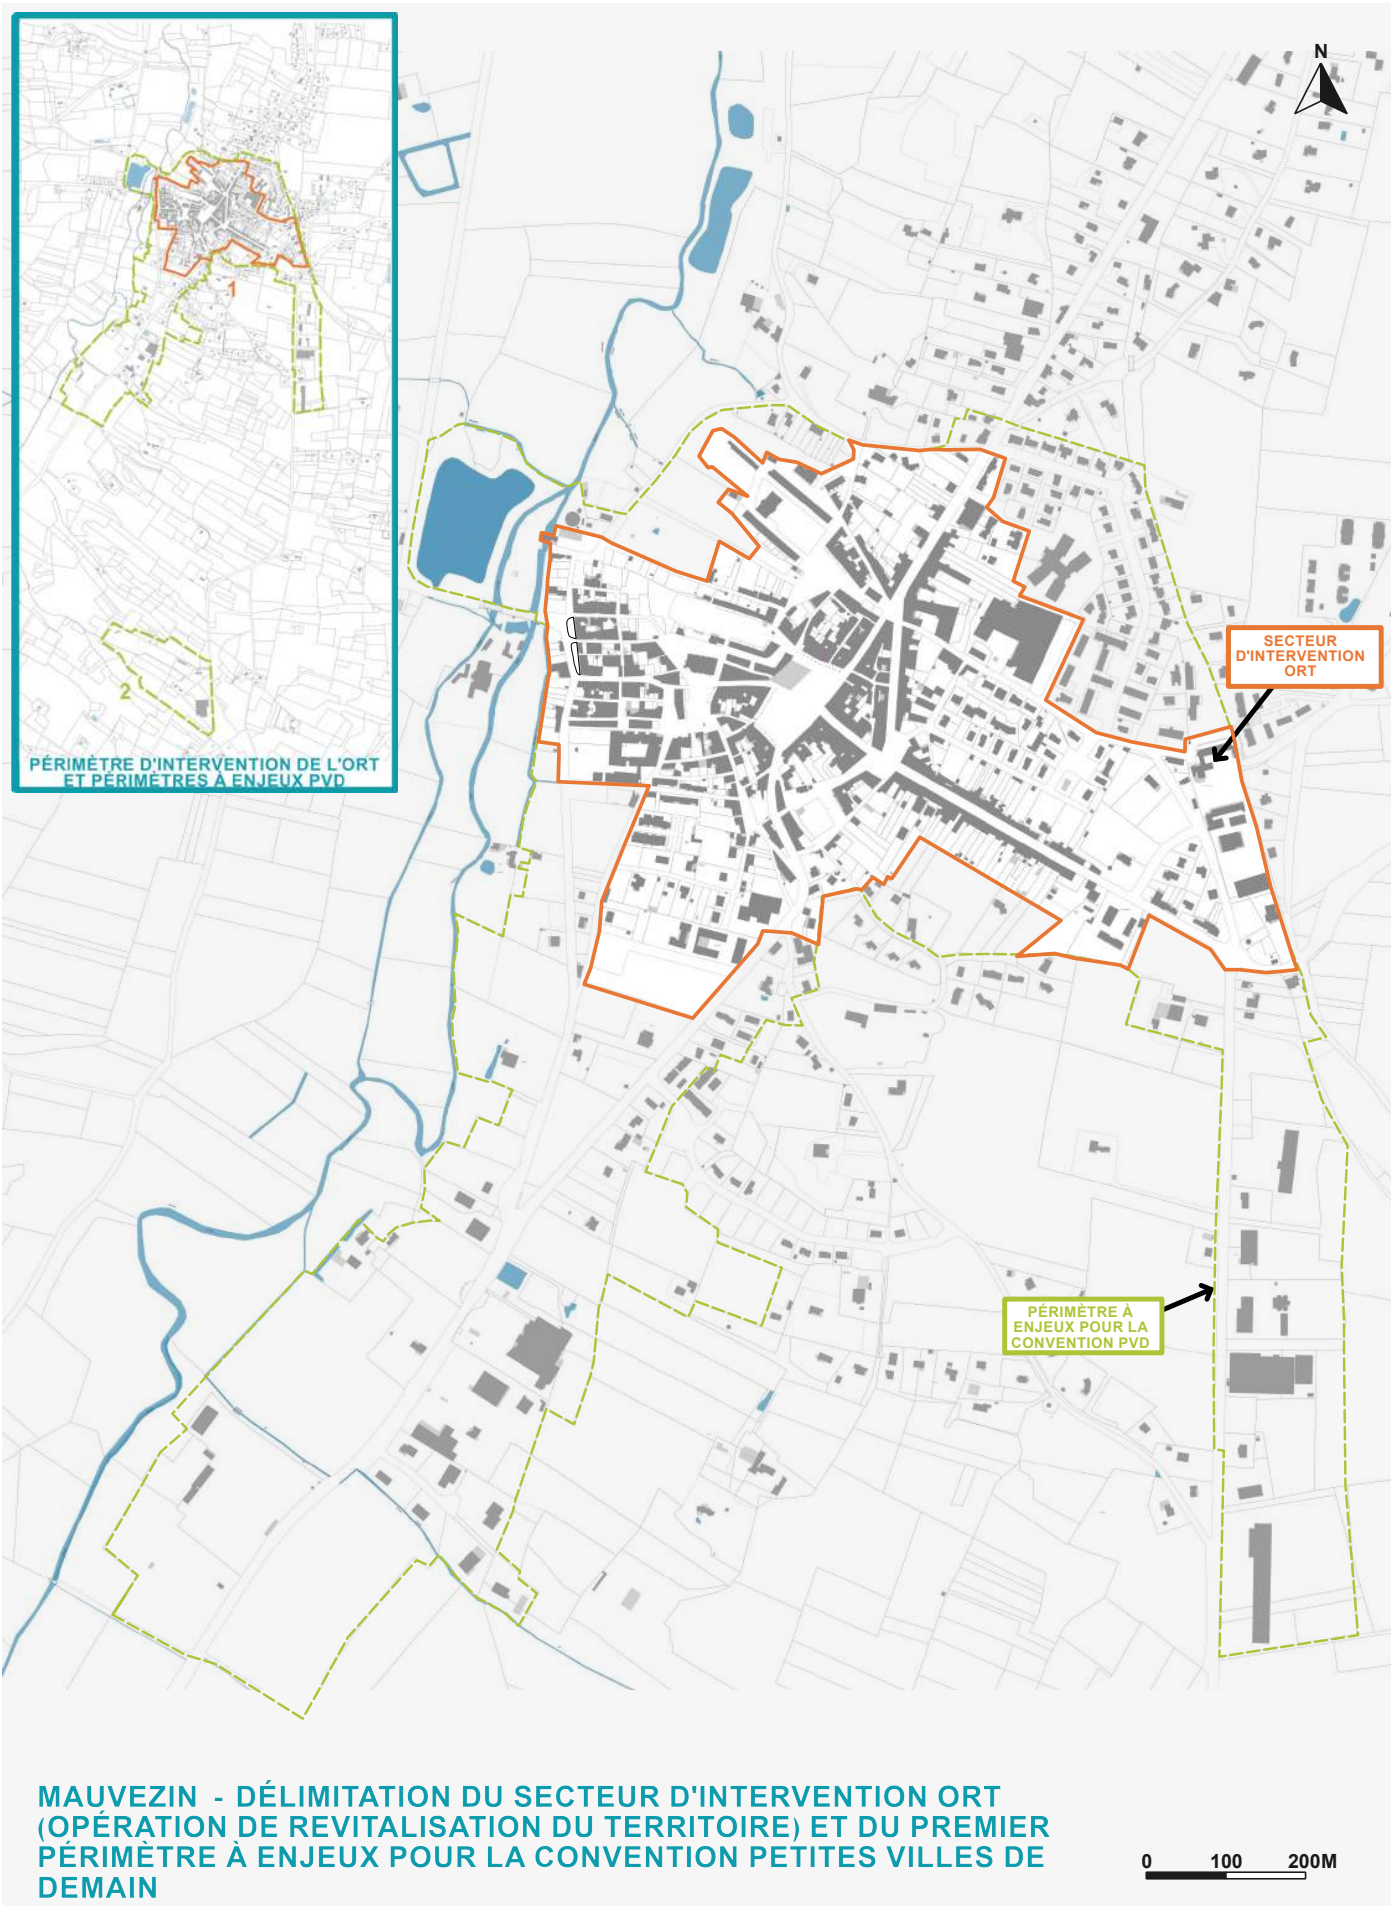 N
1
2
PÉRIMÈTRE D'INTERVENTION DE L'ORT
ET PÉRIMÈTRES À ENJEUX PVD
SECTEUR
D'INTERVENTION
ORT
PÉRIMÈTRE À
ENJEUX POUR LA
CONVENTION PVD
MAUVEZIN - DÉLIMITATION DU SECTEUR D'INTERVENTION ORT
(OPÉRATION DE REVITALISATION DU TERRITOIRE) ET DU PREMIER
PÉRIMÈTRE À ENJEUX POUR LA CONVENTION PETITES VILLES DE
DEMAIN
0 100 200M